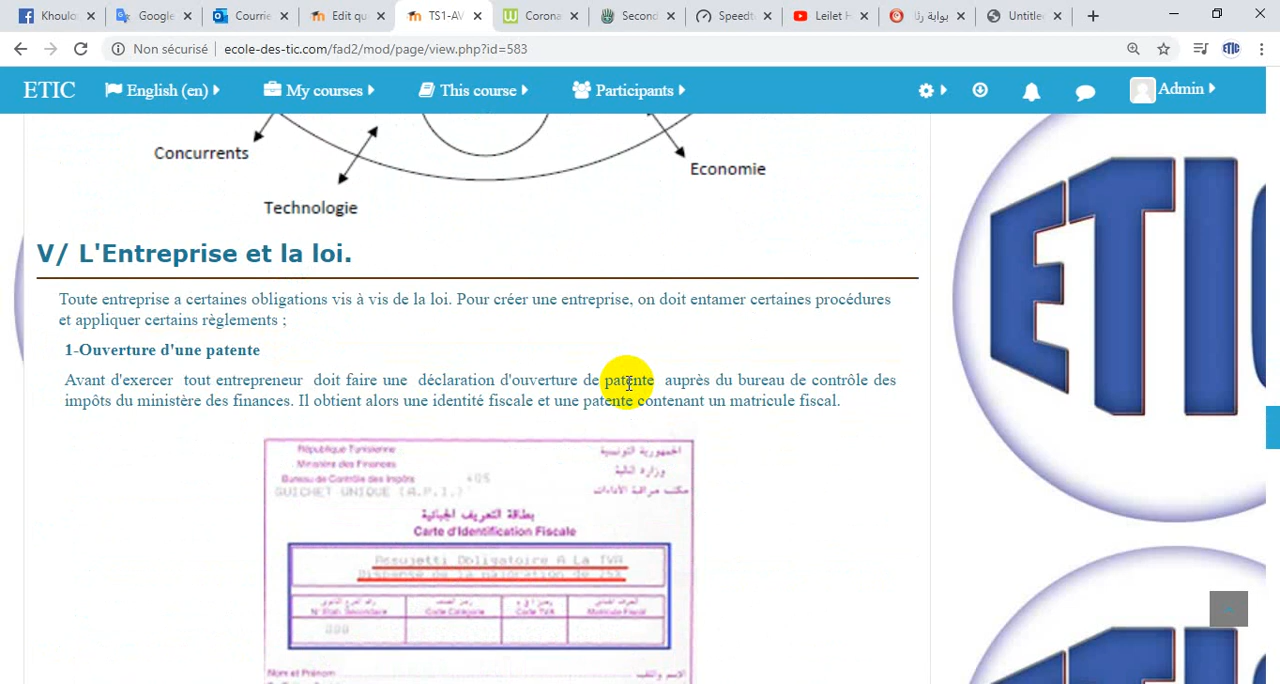 Khoulo
Google
Courrie
Edit qu
TS1-AV
Corona
Second
Speedt
Leilet H
بوابة رتا
Untitle
Non sécurisé
ecole-des-tic.com/fad2/mod/page/view.php?id=583
ETIC
English (en)
My courses
This course
Participants
Admin
Concurrents
Economie
Technologie
V/ L'Entreprise et la loi.
Toute entreprise a certaines obligations vis à vis de la loi. Pour créer une entreprise, on doit entamer certaines procédures
et appliquer certains règlements ;
1-Ouverture d'une patente
Avant d'exercer tout entrepreneur doit faire une déclaration d'ouverture de patente auprès du bureau de contrôle des
impôts du ministère des finances. Il obtient alors une identité fiscale et une patente contenant un matricule fiscal.
République Tunisienne
الجمهورية التونسية
Ministère des Finances
وزارة المالية
Bureau de Contrôle des Impôts
GUICHET UNIQUE (A.P.I.)
مكتب مراقبة الأداءات
بطاقة التعريف الجبائية
Carte d'Identification Fiscale
Assujetti Obligatoire A La TVA
N° Etab. Secondaire
Code Catégorie
Code TVA
Matricule Fiscal
Nom et Prénom
الاسم واللقب
ETIC